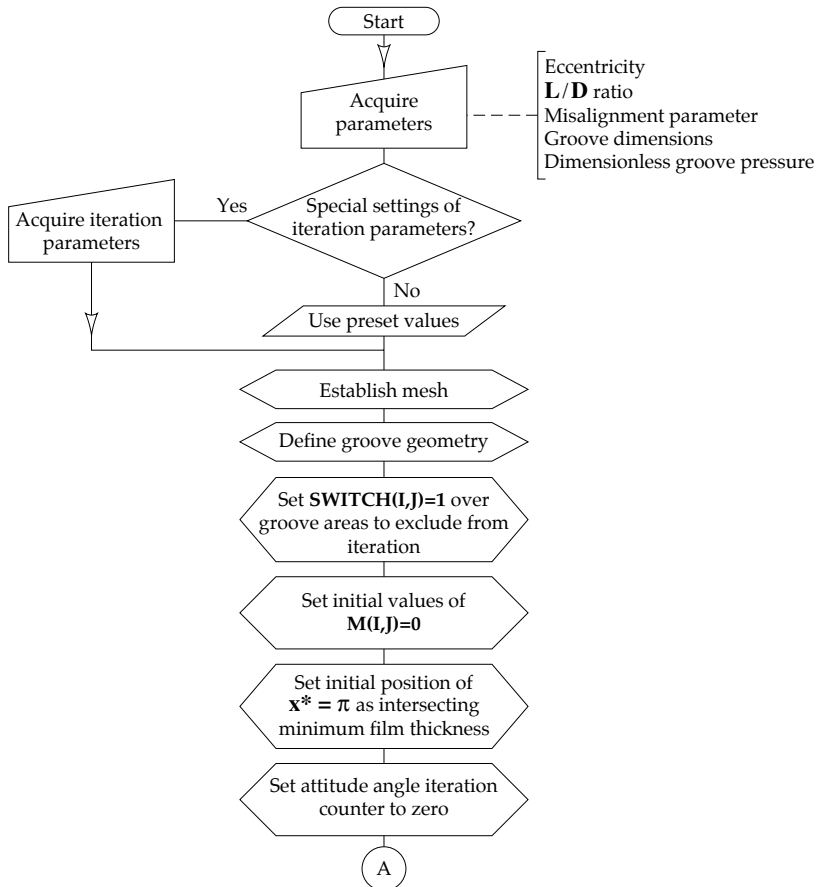 Start
Acquire
parameters
Eccentricity
L/D ratio
Misalignment parameter
Groove dimensions
Dimensionless groove pressure
Special settings of
iteration parameters?
Yes
Acquire iteration
parameters
No
Use preset values
Establish mesh
Define groove geometry
Set SWITCH(I,J)=1 over
groove areas to exclude from
iteration
Set initial values of
M(I,J)=0
Set initial position of
x* = π as intersecting
minimum film thickness
Set attitude angle iteration
counter to zero
A